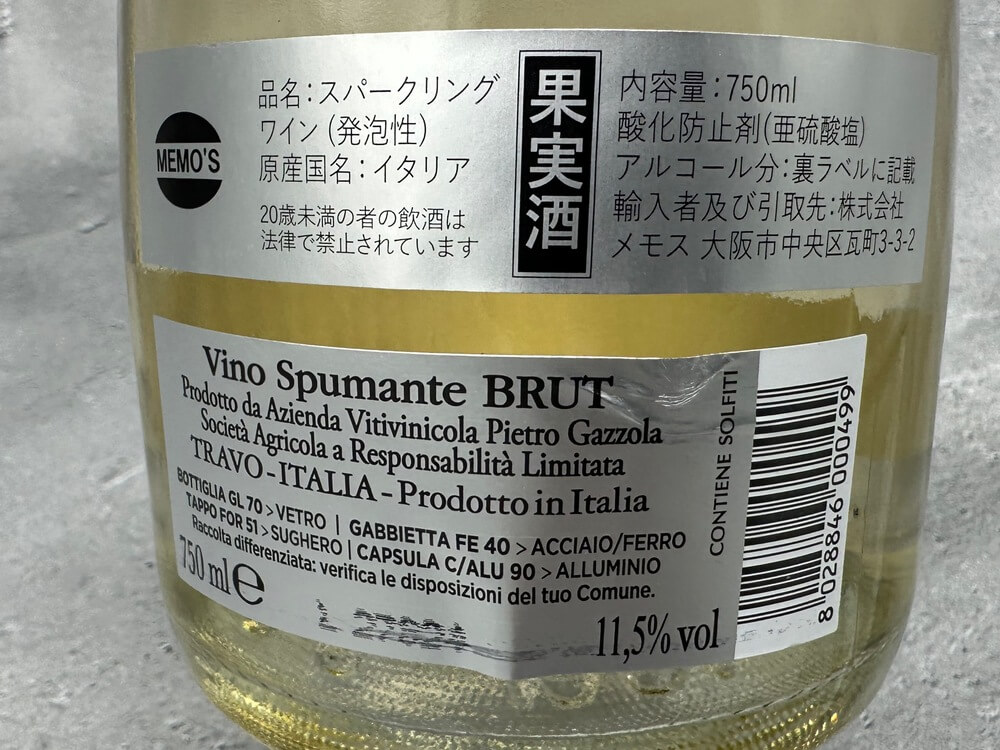 MEMO'S
品名：スパークリング
ワイン (発泡性)
原産国名：イタリア
20歳未満の者の飲酒は
法律で禁止されています
果実酒
内容量：750ml
酸化防止剤(亜硫酸塩)
アルコール分：裏ラベルに記載
輸入者及び引取先：株式会社
メモス 大阪市中央区瓦町3-3-2
Vino Spumante BRUT
Prodotto da Azienda Vitivinicola Pietro Gazzola
Società Agricola a Responsabilità Limitata
TRAVO - ITALIA - Prodotto in Italia
BOTTIGLIA GL 70 > VETRO | GABBIETTA FE 40 > ACCIAIO/FERRO
TAPPO FOR 51 > SUGHERO | CAPSULA C/ALU 90 > ALLUMINIO
Raccolta differenziata: verifica le disposizioni del tuo Comune.
750 ml e
11,5% vol
CONTIENE SOLFITI
8 028846 000499